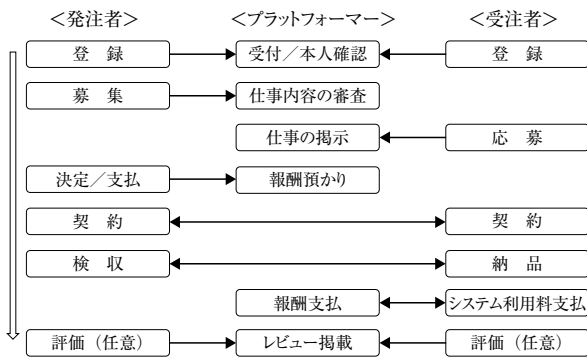 <発注者> <プラットフォーマー> <受注者>
登 録 受付／本人確認 登 録
募 集 仕事内容の審査
仕事の掲示 応 募
決定／支払 報酬預かり
契 約 契 約
検 収 納 品
報酬支払 システム利用料支払
評価（任意） レビュー掲載 評価（任意）